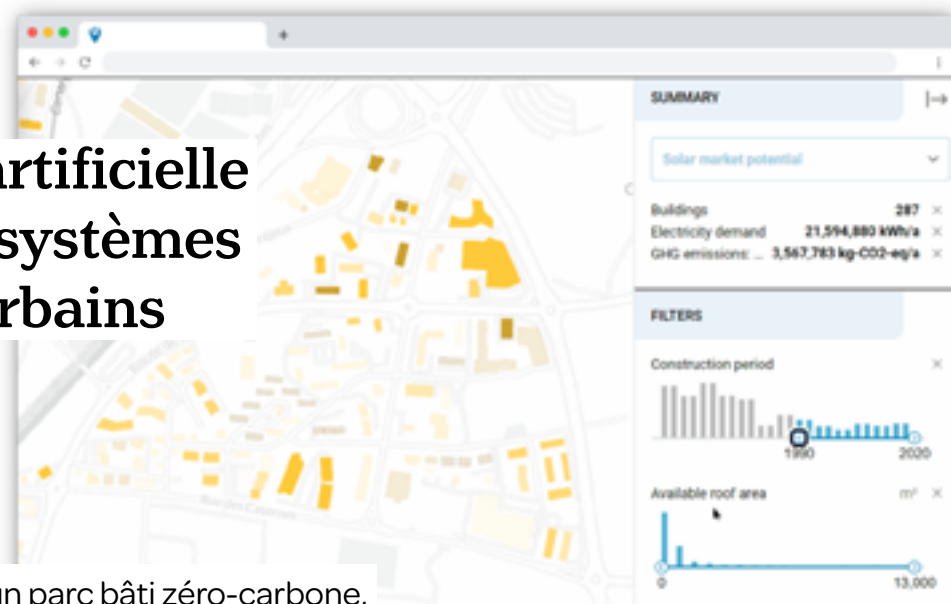 SUMMARY
artificielle
Solar market potential
systèmes
Buildings 287
Electricity demand 21,594,880 kWh/a
GHG emissions: ... 3,567,783 kg-CO2-eq/a
rbains
FILTERS
Construction period
1990 2020
Available roof area m²
0 13,000
un parc bâti zéro-carbone.